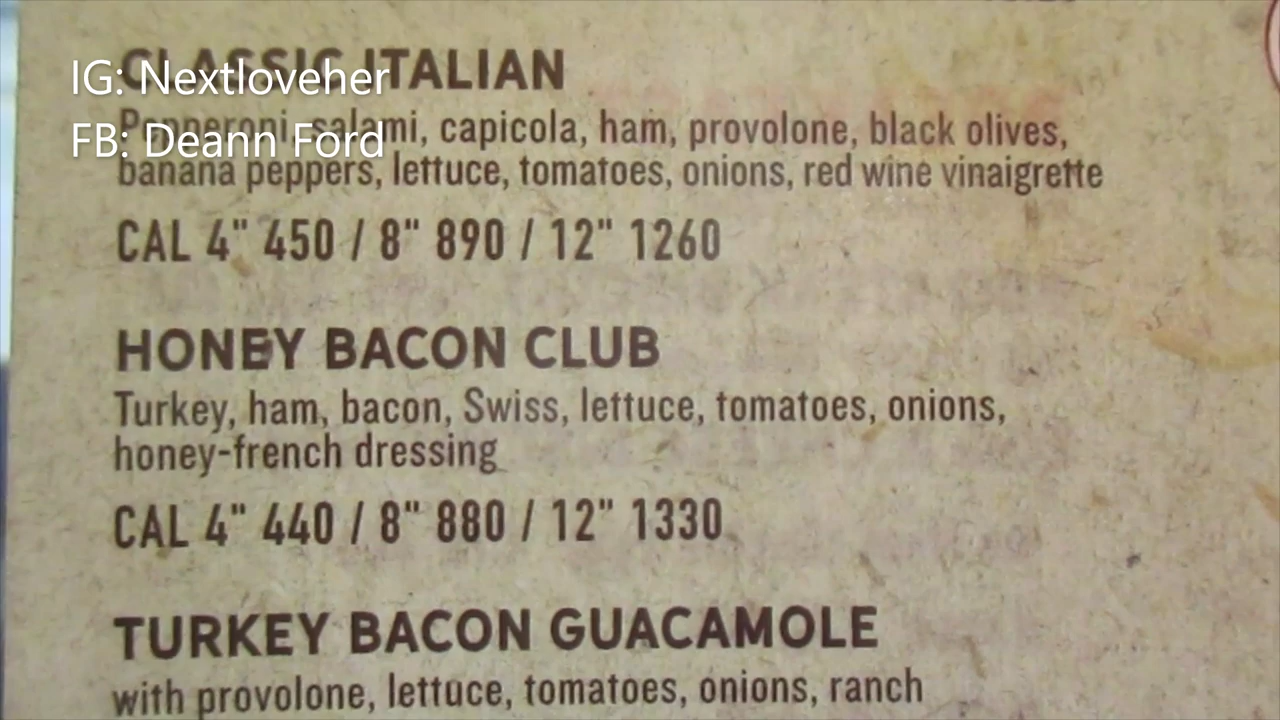 CLASSIC ITALIAN
IG: Nextloveher
Pepperoni, salami, capicola, ham, provolone, black olives,
FB: Deann Ford
banana peppers, lettuce, tomatoes, onions, red wine vinaigrette
CAL 4" 450 / 8" 890 / 12" 1260
HONEY BACON CLUB
Turkey, ham, bacon, Swiss, lettuce, tomatoes, onions,
honey-french dressing
CAL 4" 440 / 8" 880 / 12" 1330
TURKEY BACON GUACAMOLE
with provolone, lettuce, tomatoes, onions, ranch